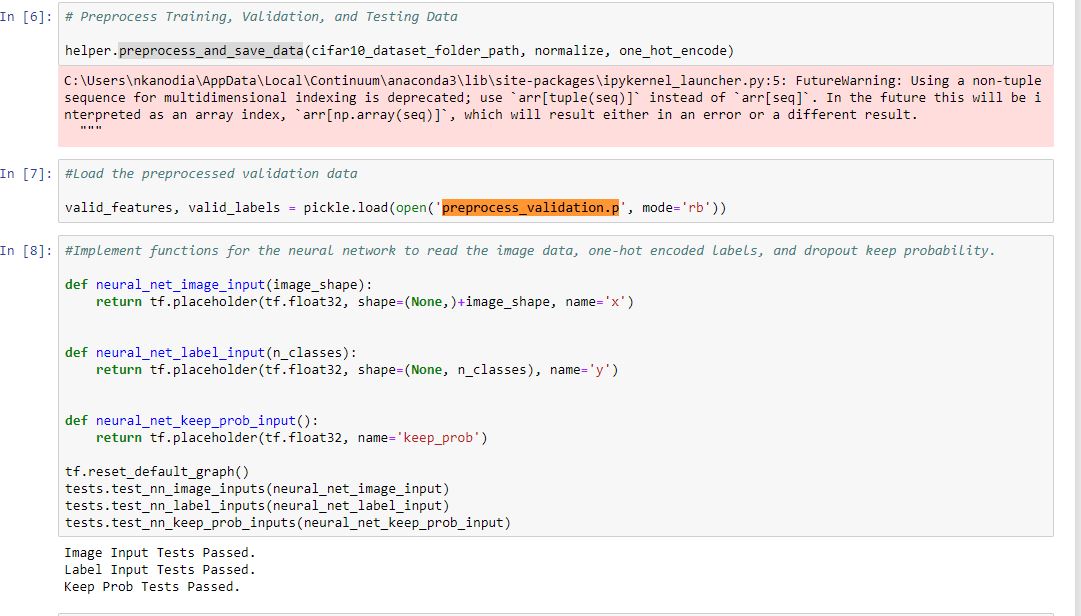 In [6]: # Preprocess Training, Validation, and Testing Data
helper.preprocess_and_save_data(cifar10_dataset_folder_path, normalize, one_hot_encode)
C:\Users\nkanodia\AppData\Local\Continuum\anaconda3\lib\site-packages\ipykernel_launcher.py:5: FutureWarning: Using a non-tuple
sequence for multidimensional indexing is deprecated; use `arr[tuple(seq)]` instead of `arr[seq]`. In the future this will be i
nterpreted as an array index, `arr[np.array(seq)]`, which will result either in an error or a different result.
"""
In [7]: #Load the preprocessed validation data
valid_features, valid_labels = pickle.load(open('preprocess_validation.p', mode='rb'))
In [8]: #Implement functions for the neural network to read the image data, one-hot encoded labels, and dropout keep probability.
def neural_net_image_input(image_shape):
    return tf.placeholder(tf.float32, shape=(None,)+image_shape, name='x')
def neural_net_label_input(n_classes):
    return tf.placeholder(tf.float32, shape=(None, n_classes), name='y')
def neural_net_keep_prob_input():
    return tf.placeholder(tf.float32, name='keep_prob')
tf.reset_default_graph()
tests.test_nn_image_inputs(neural_net_image_input)
tests.test_nn_label_inputs(neural_net_label_input)
tests.test_nn_keep_prob_inputs(neural_net_keep_prob_input)
Image Input Tests Passed.
Label Input Tests Passed.
Keep Prob Tests Passed.